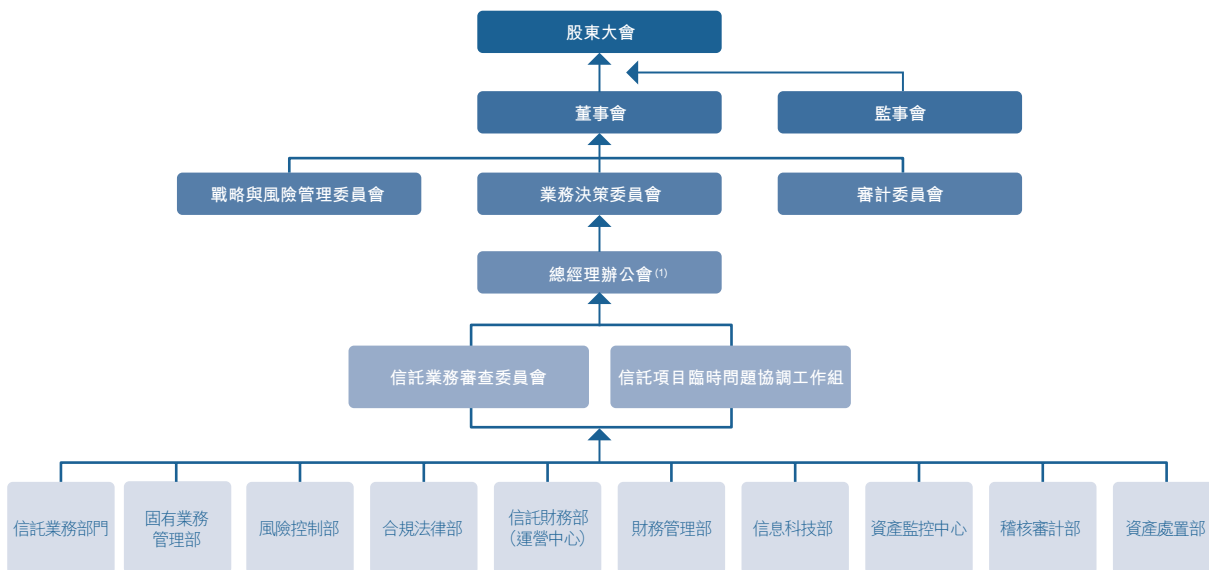 股東大會
董事會
監事會
戰略與風險管理委員會
業務決策委員會
審計委員會
總經理辦公會(1)
信託業務審查委員會
信託項目臨時問題協調工作組
信託業務部門
固有業務
管理部
風險控制部
合規法律部
信託財務部
（運營中心）
財務管理部
信息科技部
資產監控中心
稽核審計部
資產處置部